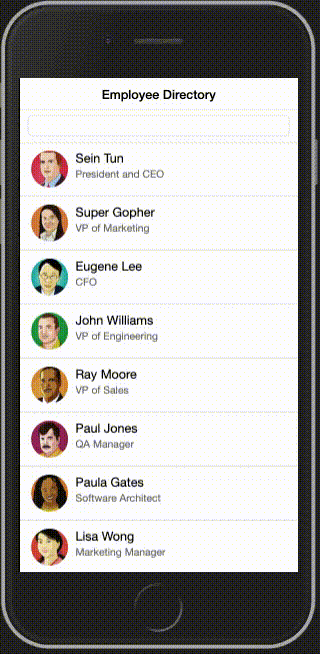 Employee Directory
Sein Tun
President and CEO
Super Gopher
VP of Marketing
Eugene Lee
CFO
John Williams
VP of Engineering
Ray Moore
VP of Sales
Paul Jones
QA Manager
Paula Gates
Software Architect
Lisa Wong
Marketing Manager